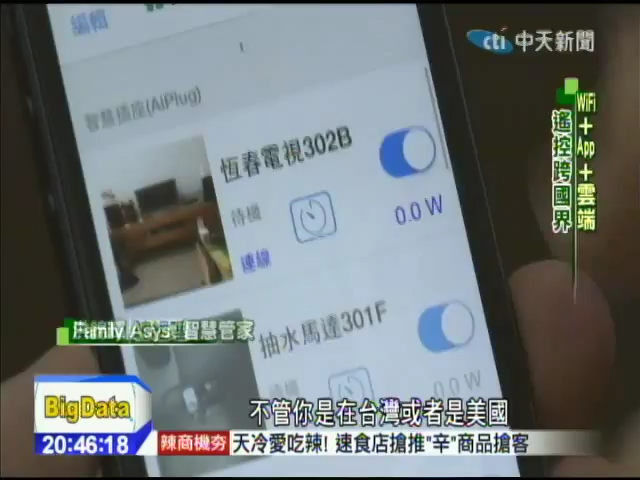 編輯
cti 中天新聞
智慧插座(AiPlug)
恆春電視302B
待機
0.0 W
連線
抽水馬達301F
待機
0.0 W
WiFi+App+雲端
遙控跨國界
Family Asyst 智慧管家
不管你是在台灣或者是美國
BigData
20:46:18
辣商機夯 天冷愛吃辣! 速食店搶推"辛"商品搶客